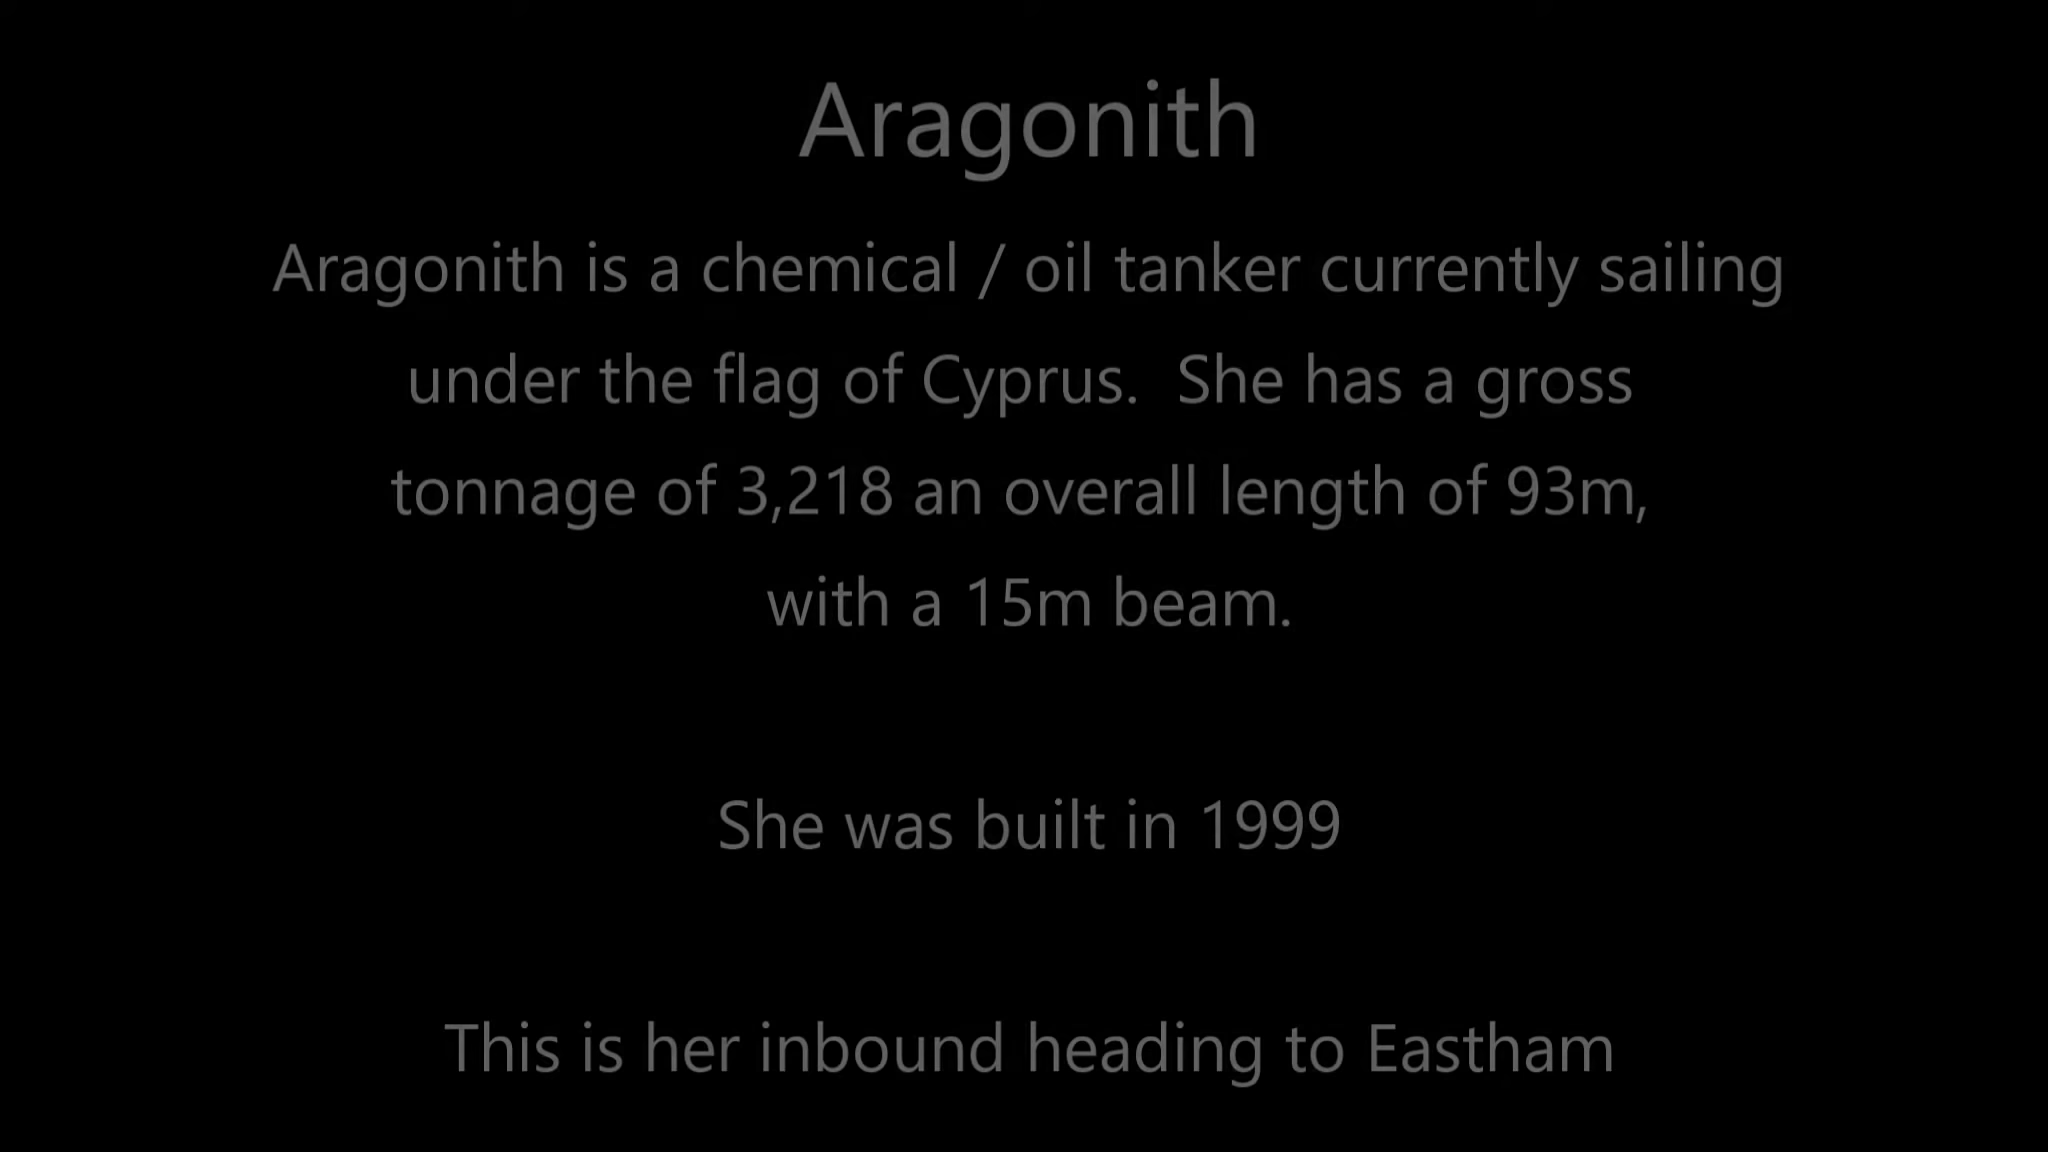 Aragonith
Aragonith is a chemical / oil tanker currently sailing
under the flag of Cyprus.  She has a gross
tonnage of 3,218 an overall length of 93m,
with a 15m beam.
She was built in 1999
This is her inbound heading to Eastham